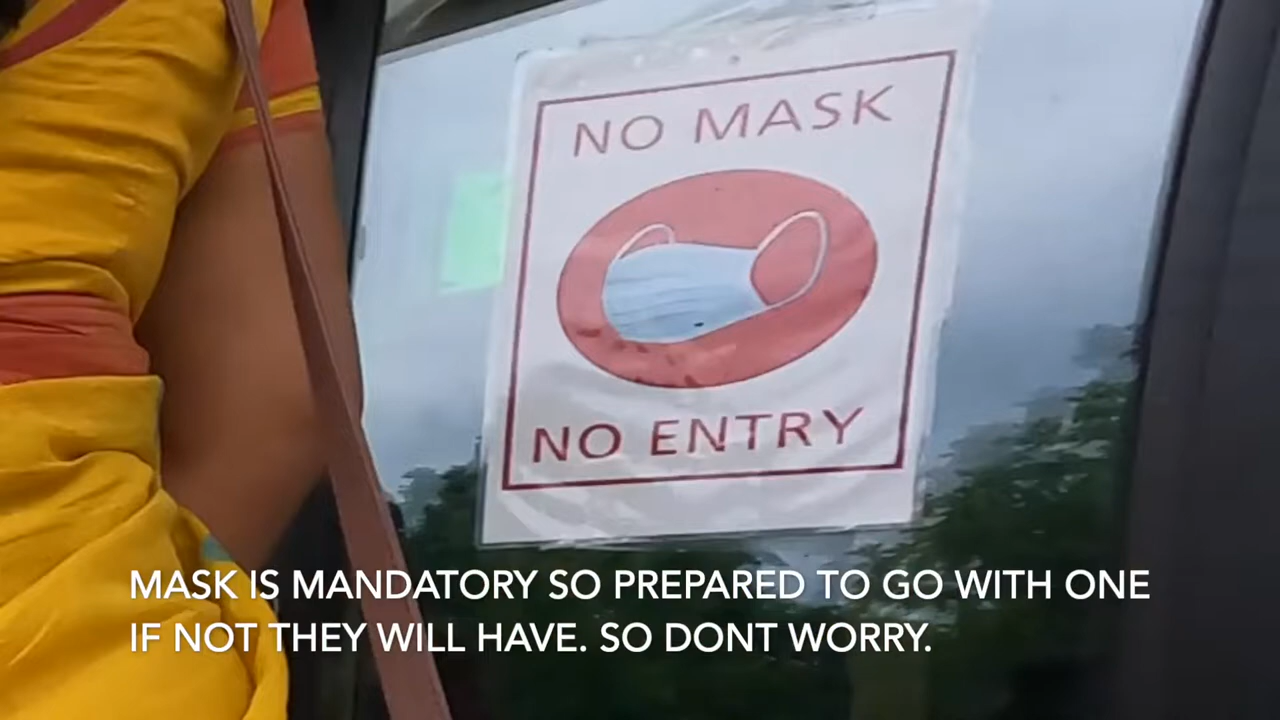 NO MASK
NO ENTRY
MASK IS MANDATORY SO PREPARED TO GO WITH ONE
IF NOT THEY WILL HAVE. SO DONT WORRY.